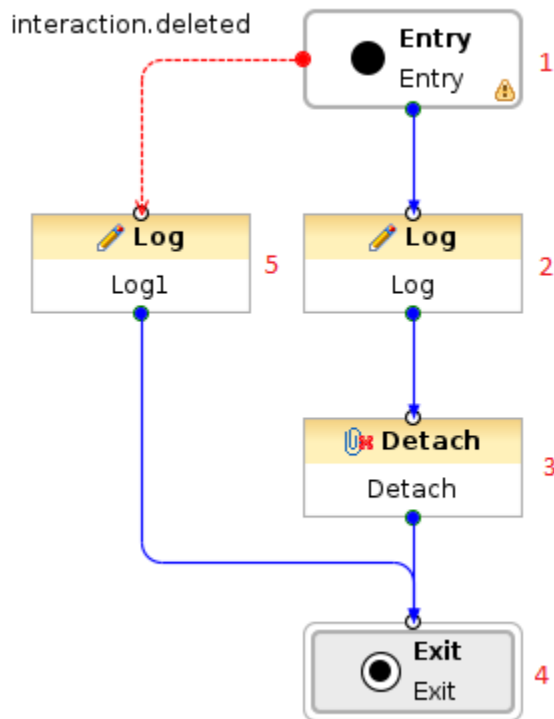 interaction.deleted
Entry
Entry
1
Log
Log1
5
Log
Log
2
Detach
Detach
3
Exit
Exit
4